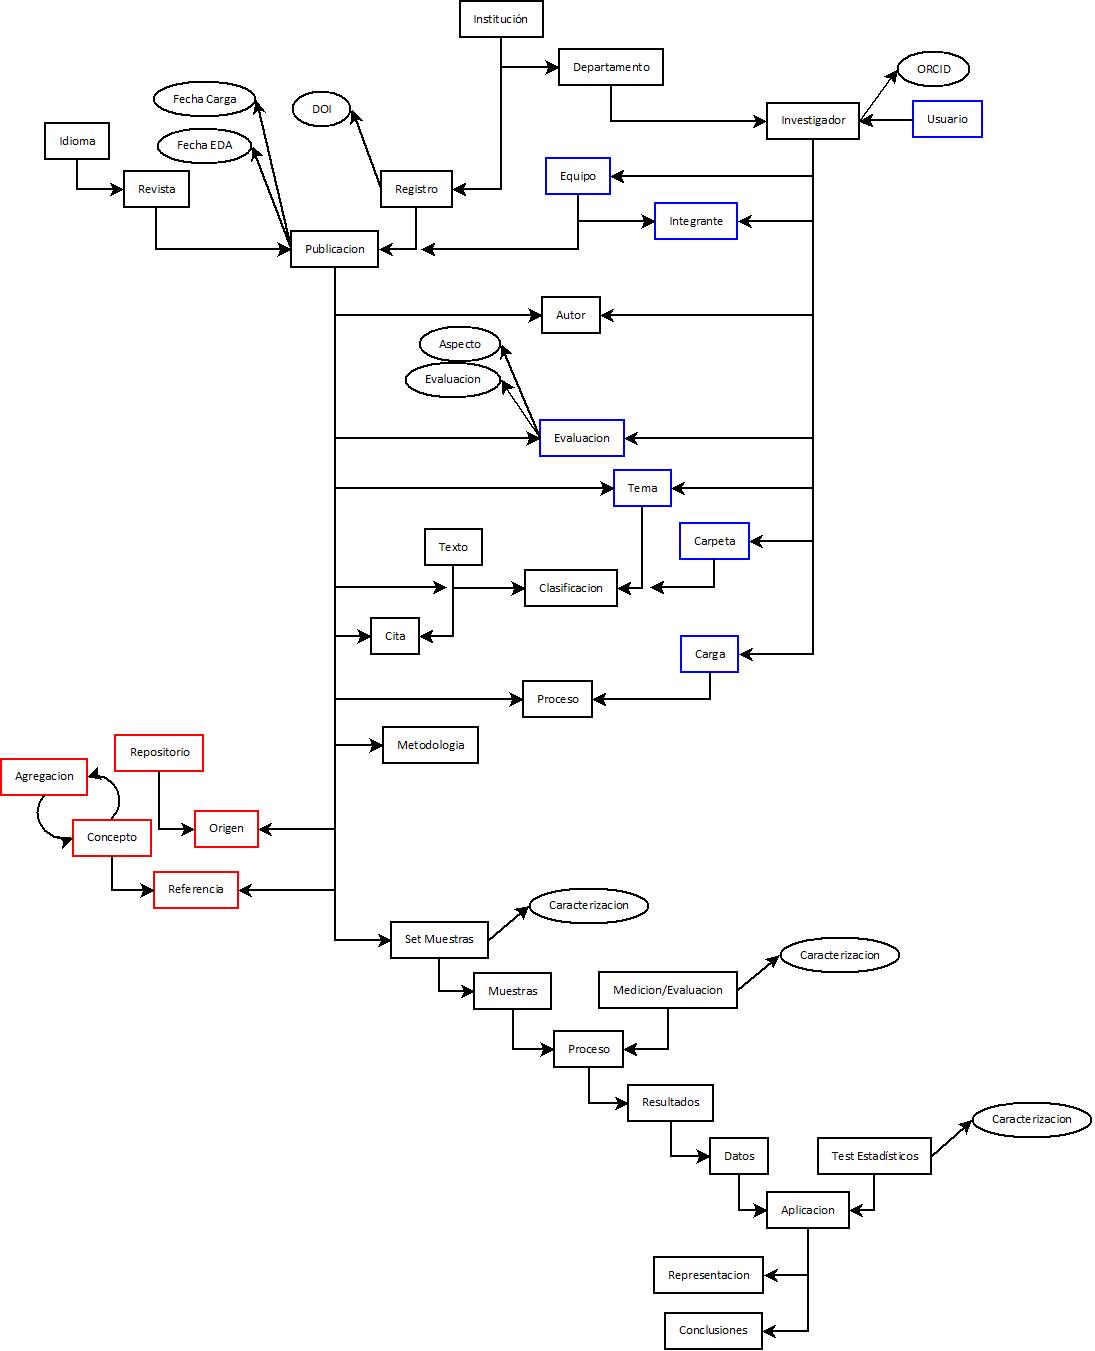 Institución
Departamento
ORCID
Fecha Carga
DOI
Investigador
Usuario
Idioma
Fecha EDA
Equipo
Revista
Registro
Integrante
Publicacion
Autor
Aspecto
Evaluacion
Evaluacion
Tema
Texto
Carpeta
Clasificacion
Cita
Carga
Proceso
Metodologia
Repositorio
Agregacion
Origen
Concepto
Referencia
Caracterizacion
Set Muestras
Caracterizacion
Muestras
Medicion/Evaluacion
Proceso
Resultados
Caracterizacion
Datos
Test Estadísticos
Aplicacion
Representacion
Conclusiones